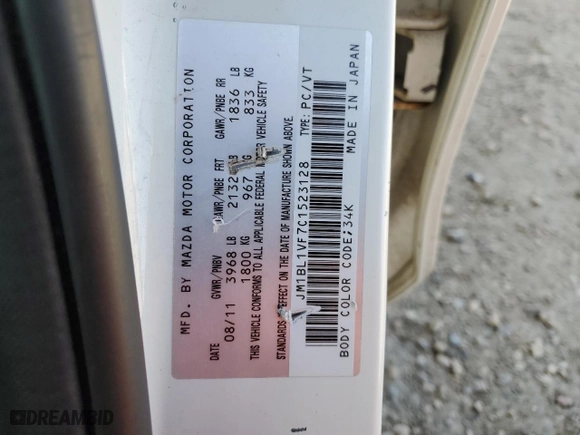 MFD. BY MAZDA MOTOR CORPORATION
DATE GVWR/PNBV GAWR/PNBE FRT GAWR/PNBE RR
08/11 3968 LB 2132 LB 1836 LB
1800 KG 967 KG 833 KG
THIS VEHICLE CONFORMS TO ALL APPLICABLE FEDERAL MOTOR VEHICLE SAFETY
STANDARDS IN EFFECT ON THE DATE OF MANUFACTURE SHOWN ABOVE.
JM1BL1VF7C1523128 TYPE: PC/VT
BODY COLOR CODE;34K MADE IN JAPAN
DREAMBID